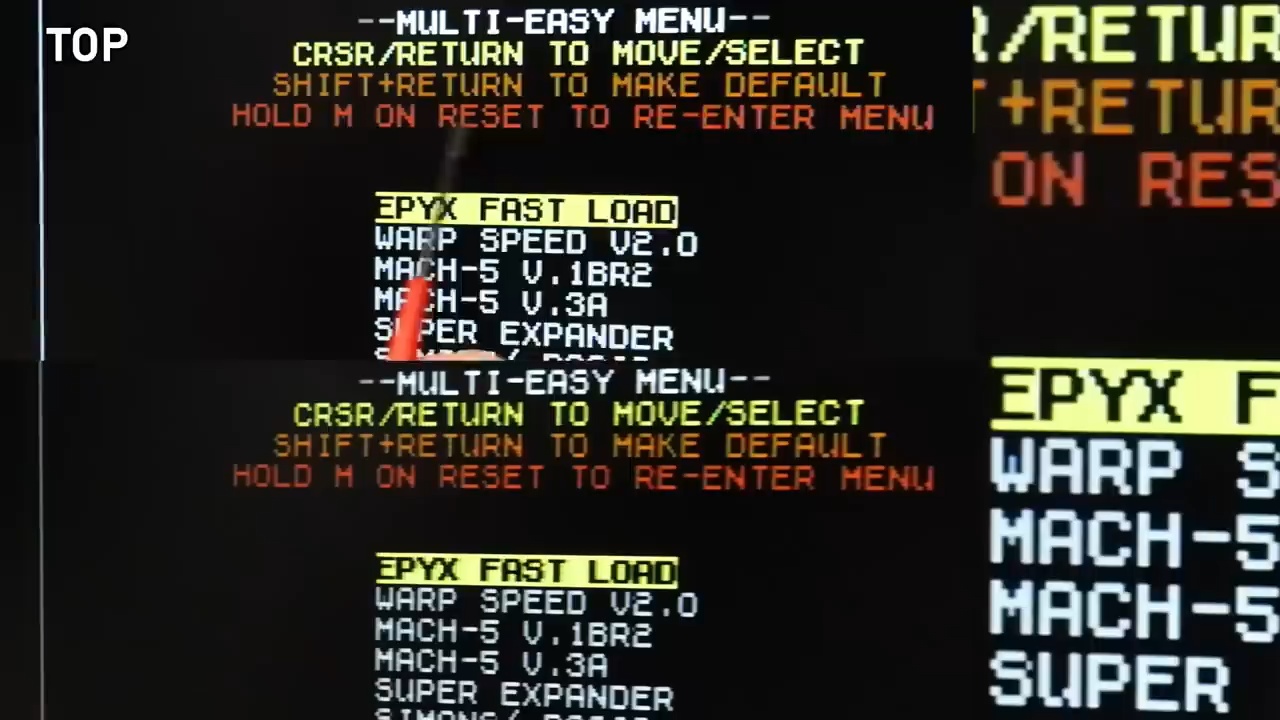 TOP
--MULTI-EASY MENU--
CRSR/RETURN TO MOVE/SELECT
SHIFT+RETURN TO MAKE DEFAULT
HOLD M ON RESET TO RE-ENTER MENU
EPYX FAST LOAD
WARP SPEED V2.0
MACH-5 V.1BR2
MACH-5 V.3A
SUPER EXPANDER
--MULTI-EASY MENU--
CRSR/RETURN TO MOVE/SELECT
SHIFT+RETURN TO MAKE DEFAULT
HOLD M ON RESET TO RE-ENTER MENU
EPYX FAST LOAD
WARP SPEED V2.0
MACH-5 V.1BR2
MACH-5 V.3A
SUPER EXPANDER
/RETUR
+RETUR
ON RES
EPYX F
WARP S
MACH-5
MACH-5
SUPER